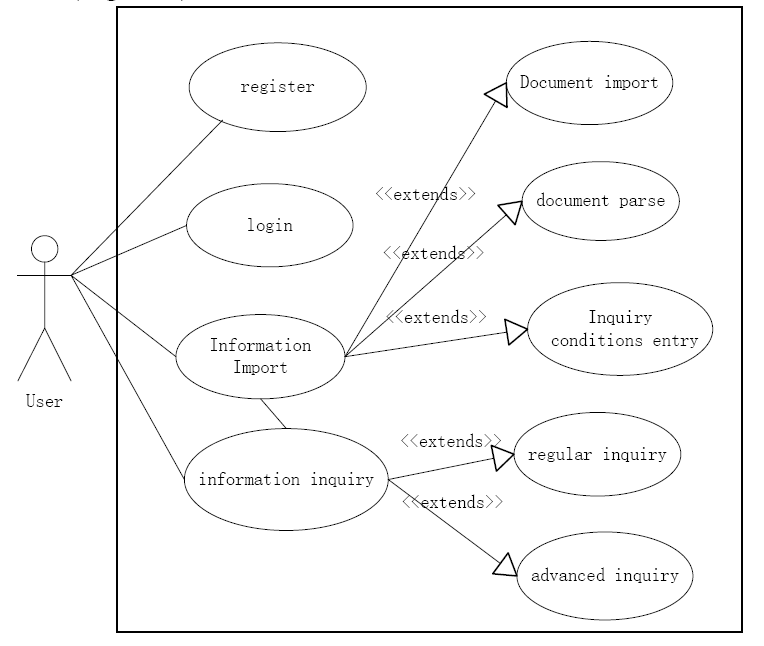 register
Document import
<<extends>>
document parse
login
<<extends>>
<<extends>>
Inquiry
conditions entry
Information
Import
User
<<extends>>
regular inquiry
information inquiry
<<extends>>
advanced inquiry